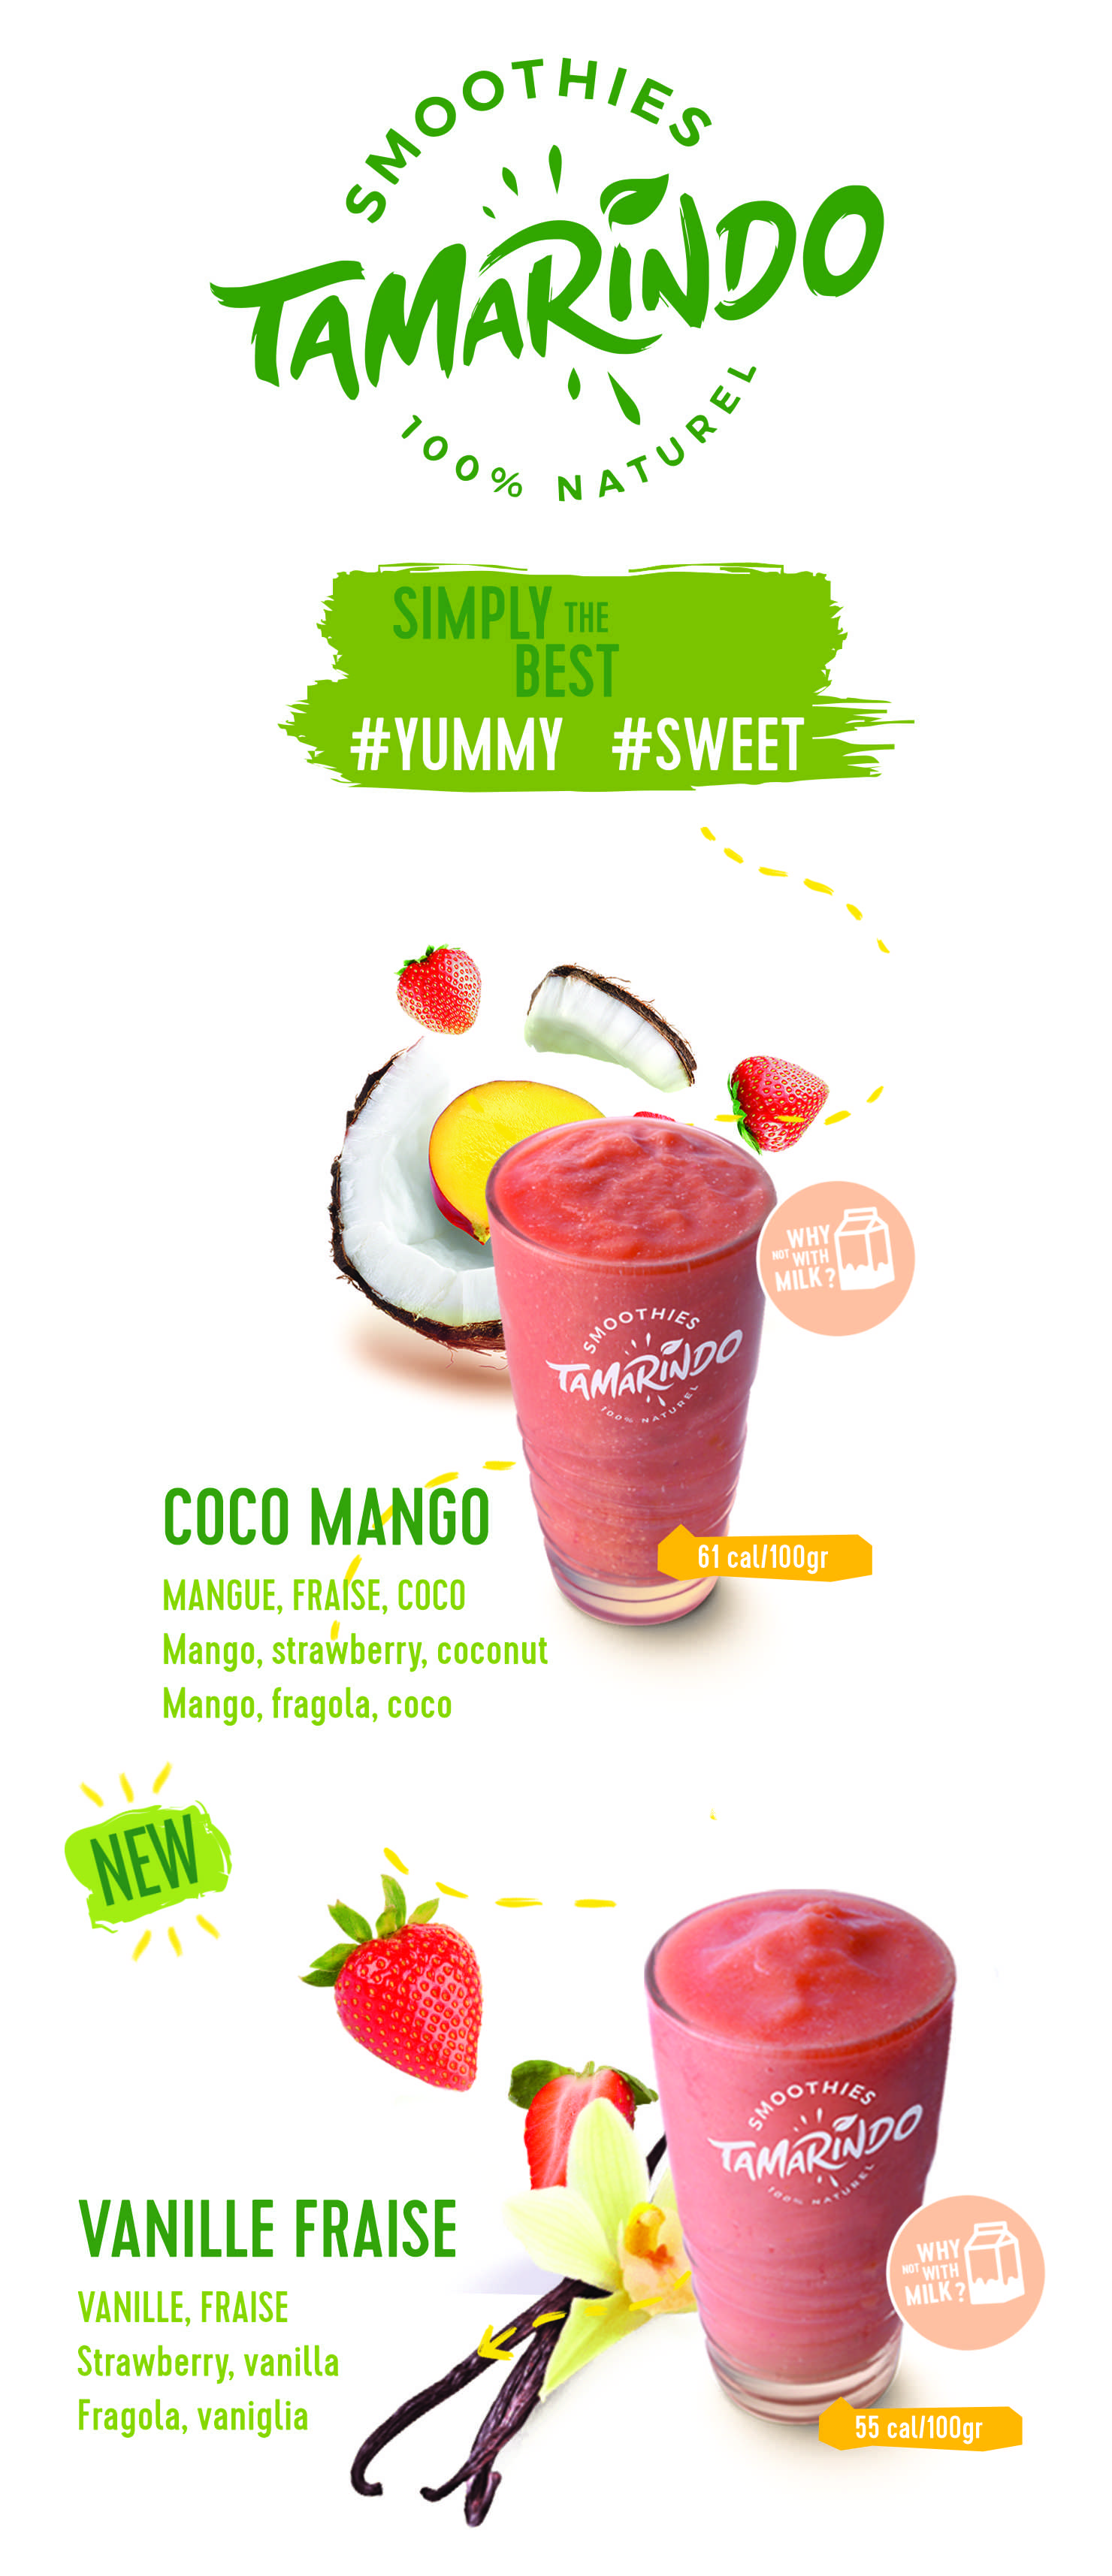 SMOOTHIES
TAMARINDO
100% NATUREL
SIMPLY THE
BEST
#YUMMY #SWEET
WHY
NOT WITH
MILK?
SMOOTHIES
TAMARINDO
100% NATUREL
61 cal/100gr
COCO MANGO
MANGUE, FRAISE, COCO
Mango, strawberry, coconut
Mango, fragola, coco
NEW
SMOOTHIES
TAMARINDO
100% NATUREL
VANILLE FRAISE
VANILLE, FRAISE
Strawberry, vanilla
Fragola, vaniglia
WHY
NOT WITH
MILK?
55 cal/100gr